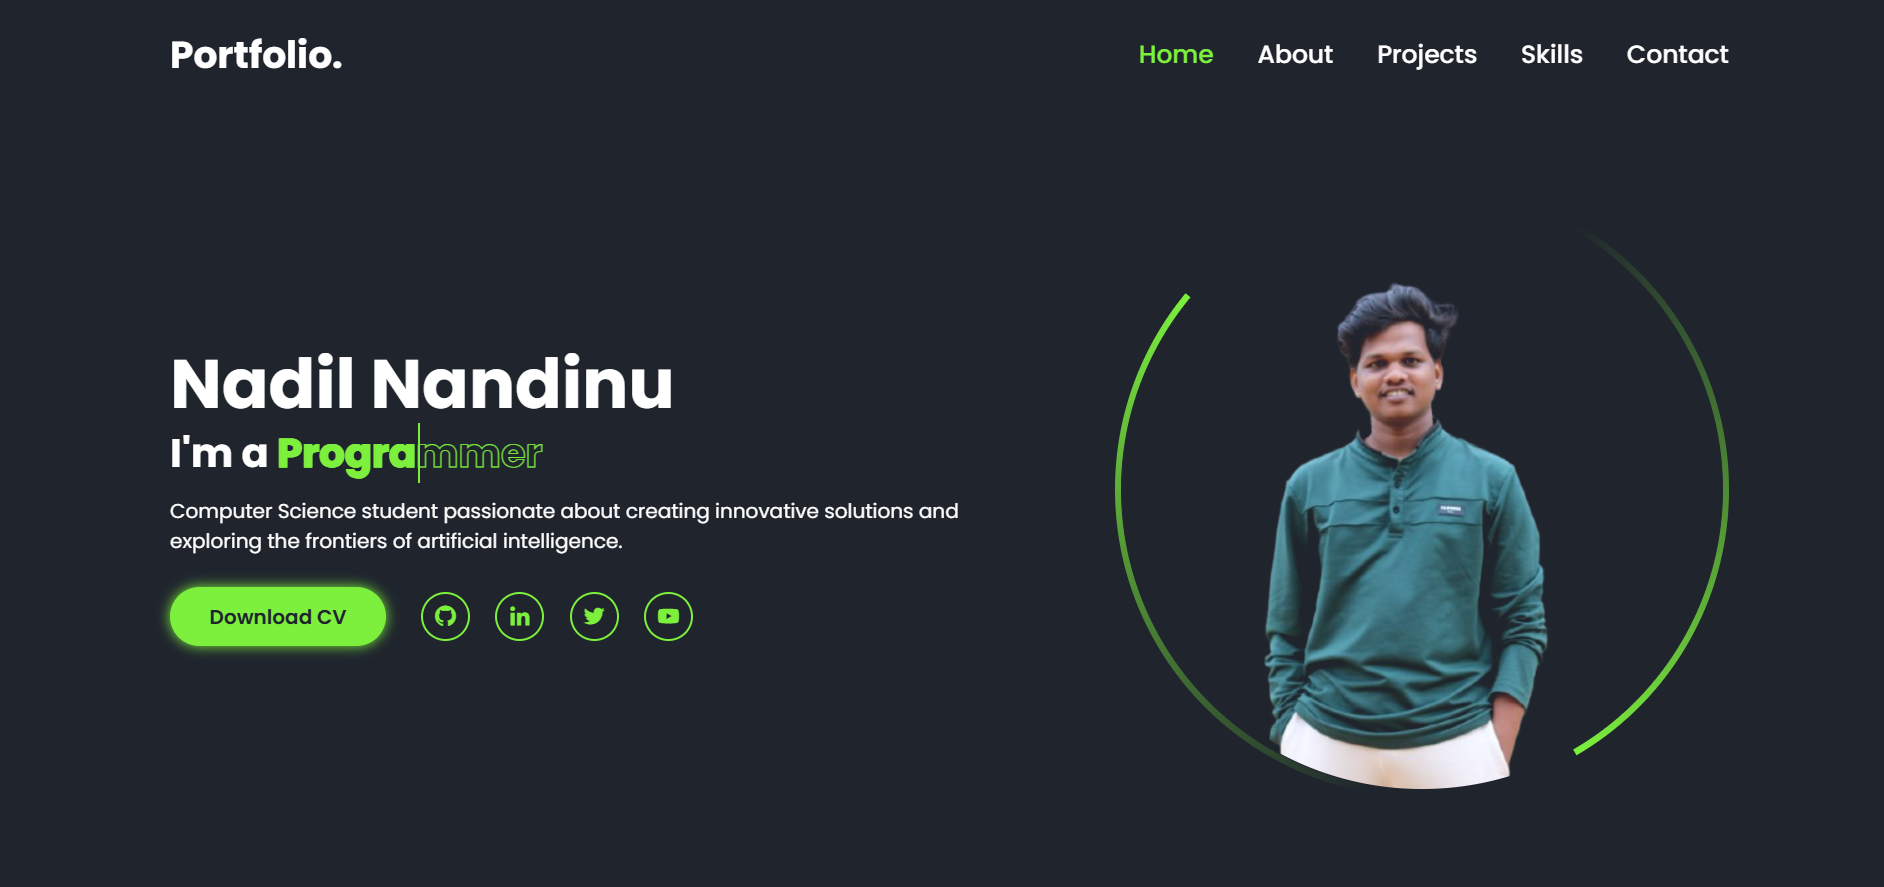 Portfolio.
Home About Projects Skills Contact
Nadil Nandinu
I'm a Programmer
Computer Science student passionate about creating innovative solutions and
exploring the frontiers of artificial intelligence.
Download CV
in